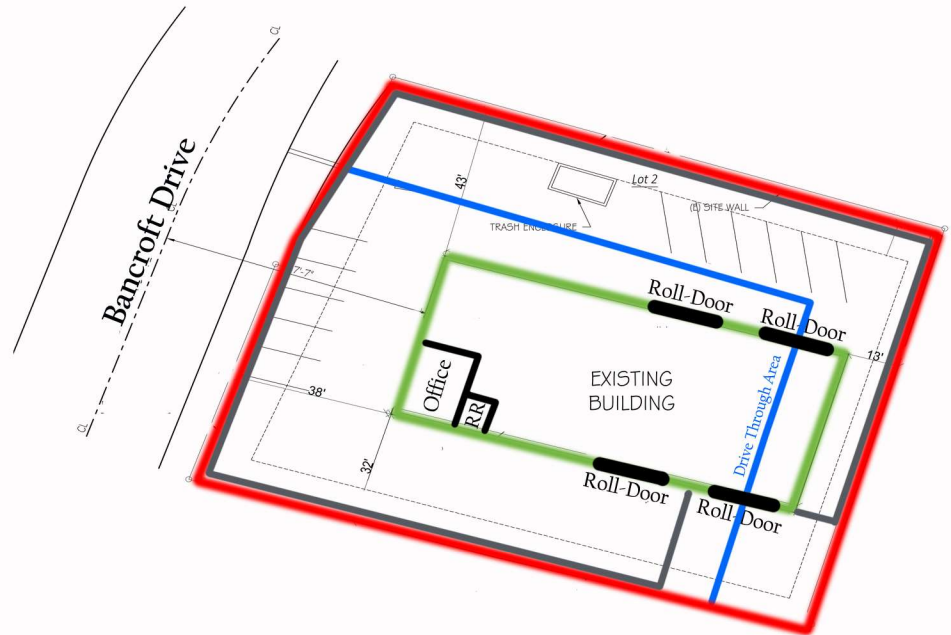 Bancroft Drive
43'
Lot 2
(E) SITE WALL
TRASH ENCLOSURE
7'-7"
Roll-Door
Roll-Door
13'
EXISTING
BUILDING
Drive Through Area
Office
RR
38'
32'
Roll-Door
Roll-Door